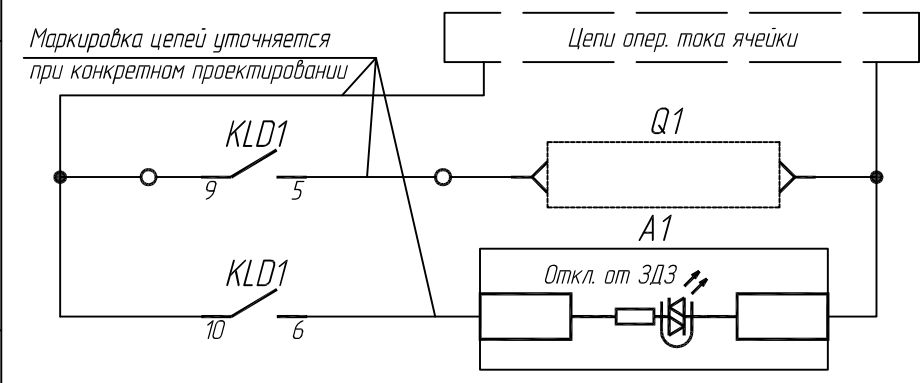 Маркировка цепей уточняется
при конкретном проектировании
Цепи опер. тока ячейки
KLD1
9 5
Q1
A1
KLD1
10 6
Откл. от ЗДЗ